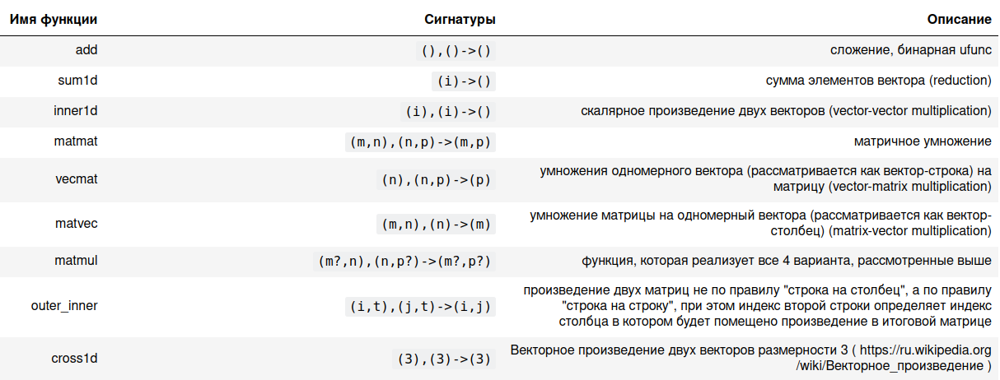 Имя функции Сигнатуры Описание
add (),()->() сложение, бинарная ufunc
sum1d (i)->() сумма элементов вектора (reduction)
inner1d (i),(i)->() скалярное произведение двух векторов (vector-vector multiplication)
matmat (m,n),(n,p)->(m,p) матричное умножение
vecmat (n),(n,p)->(p) умножения одномерного вектора (рассматривается как вектор-строка) на
матрицу (vector-matrix multiplication)
matvec (m,n),(n)->(m) умножение матрицы на одномерный вектора (рассматривается как вектор-
столбец) (matrix-vector multiplication)
matmul (m?,n),(n,p?)->(m?,p?) функция, которая реализует все 4 варианта, рассмотренные выше
outer_inner (i,t),(j,t)->(i,j) произведение двух матриц не по правилу "строка на столбец", а по правилу
"строка на строку", при этом индекс второй строки определяет индекс
столбца в котором будет помещено произведение в итоговой матрице
cross1d (3),(3)->(3) Векторное произведение двух векторов размерности 3 ( https://ru.wikipedia.org
/wiki/Векторное_произведение )